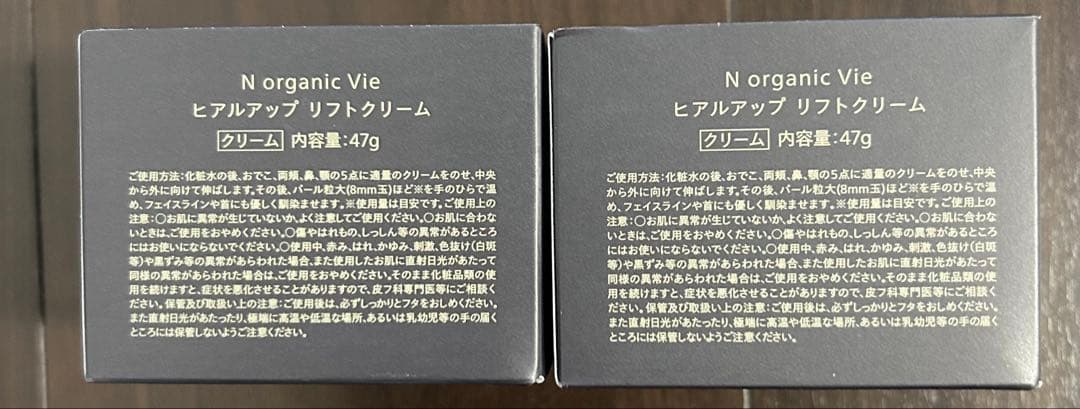 N organic Vie
ヒアルアップ リフトクリーム
クリーム 内容量:47g
ご使用方法:化粧水の後、おでこ、両頬、鼻、顎の5点に適量のクリームをのせ、中央
から外に向けて伸ばします。その後、パール粒大(8mm玉)ほど※を手のひらで温
め、フェイスラインや首にも優しく馴染ませます。※使用量は目安です。ご使用上の
注意:○お肌に異常が生じていないか、よく注意してご使用ください。○お肌に合わな
いときは、ご使用をおやめください。○傷やはれもの、しっしん等の異常があるところ
にはお使いにならないでください。○使用中、赤み、はれ、かゆみ、刺激、色抜け(白斑
等)や黒ずみ等の異常があらわれた場合、また使用したお肌に直射日光があたって
同様の異常があらわれた場合は、ご使用をおやめください。そのまま化粧品類の使用
を続けますと、症状を悪化させることがありますので、皮フ科専門医等にご相談く
ださい。保管及び取扱い上の注意:ご使用後は、必ずしっかりとフタをおしめください。
また直射日光があたったり、極端に高温や低温な場所、あるいは乳幼児等の手の届く
ところには保管しないようご注意ください。
N organic Vie
ヒアルアップ リフトクリーム
クリーム 内容量:47g
ご使用方法:化粧水の後、おでこ、両頬、鼻、顎の5点に適量のクリームをのせ、中央
から外に向けて伸ばします。その後、パール粒大(8mm玉)ほど※を手のひらで温
め、フェイスラインや首にも優しく馴染ませます。※使用量は目安です。ご使用上の
注意:○お肌に異常が生じていないか、よく注意してご使用ください。○お肌に合わ
ないときは、ご使用をおやめください。○傷やはれもの、しっしん等の異常があるとこ
ろにはお使いにならないでください。○使用中、赤み、はれ、かゆみ、刺激、色抜け(白斑
等)や黒ずみ等の異常があらわれた場合、また使用したお肌に直射日光があたって
同様の異常があらわれた場合は、ご使用をおやめください。そのまま化粧品類の使
用を続けますと、症状を悪化させることがありますので、皮フ科専門医等にご相談く
ださい。保管及び取扱い上の注意:ご使用後は、必ずしっかりとフタをおしめください。
また直射日光があたったり、極端に高温や低温な場所、あるいは乳幼児等の手の届く
ところには保管しないようご注意ください。